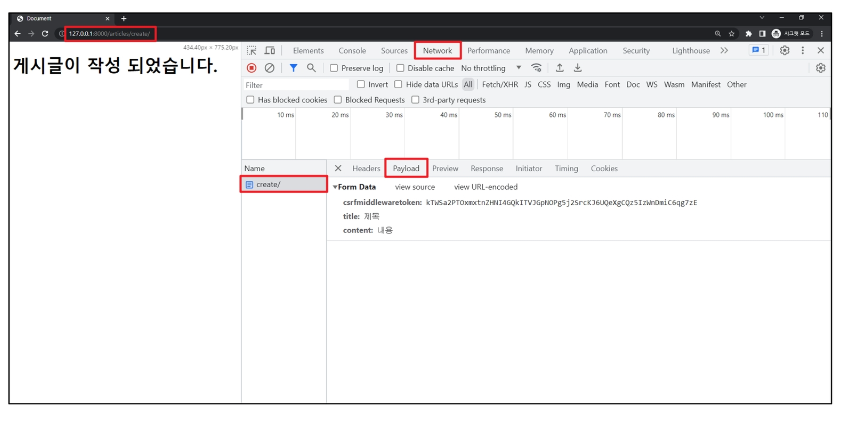 Document
127.0.0.1:8000/articles/create/
시크릿 모드
434.40px × 775.20px
게시글이 작성 되었습니다.
Elements Console Sources Network Performance Memory Application Security Lighthouse 1
Preserve log Disable cache No throttling
Filter Invert Hide data URLs All Fetch/XHR JS CSS Img Media Font Doc WS Wasm Manifest Other
Has blocked cookies Blocked Requests 3rd-party requests
10 ms 20 ms 30 ms 40 ms 50 ms 60 ms 70 ms 80 ms 90 ms 100 ms 110
Name Headers Payload Preview Response Initiator Timing Cookies
create/
Form Data view source view URL-encoded
csrfmiddlewaretoken:
title: 제목
content: 내용